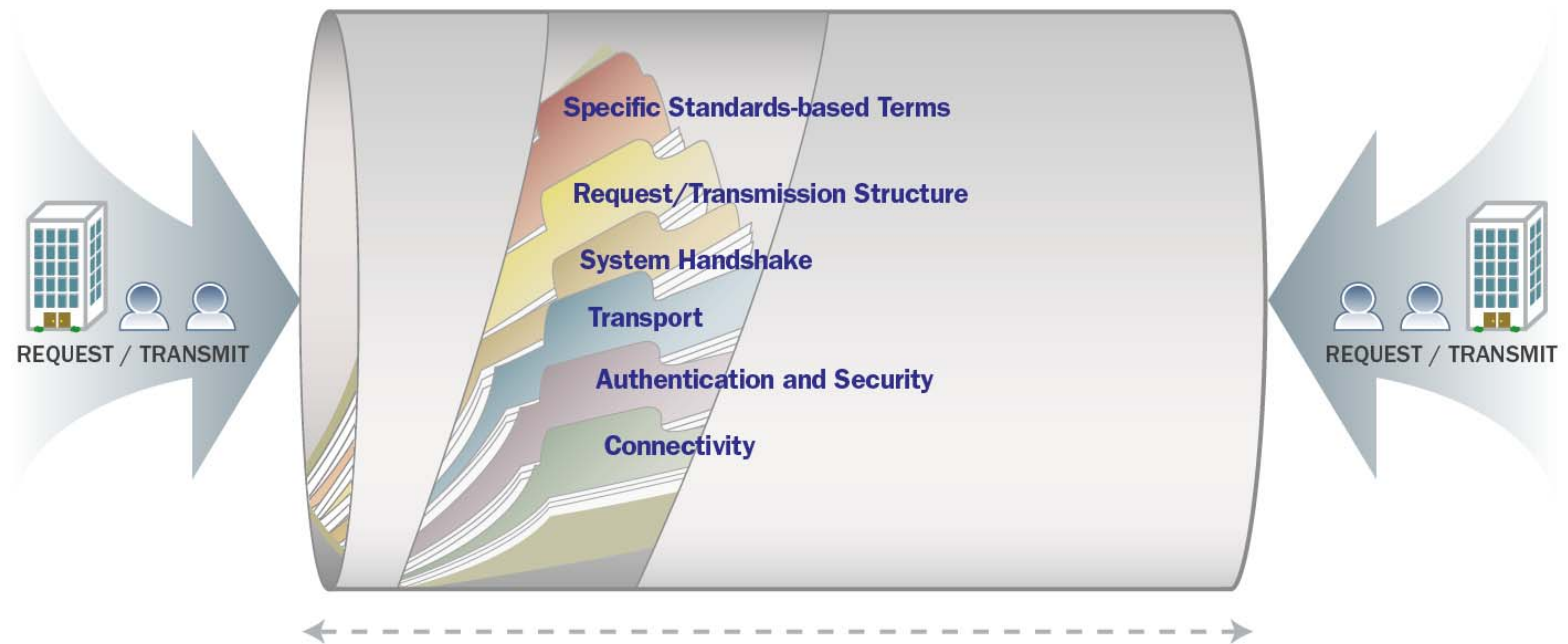 Specific Standards-based Terms
Request/Transmission Structure
System Handshake
Transport
Authentication and Security
Connectivity
REQUEST / TRANSMIT
REQUEST / TRANSMIT